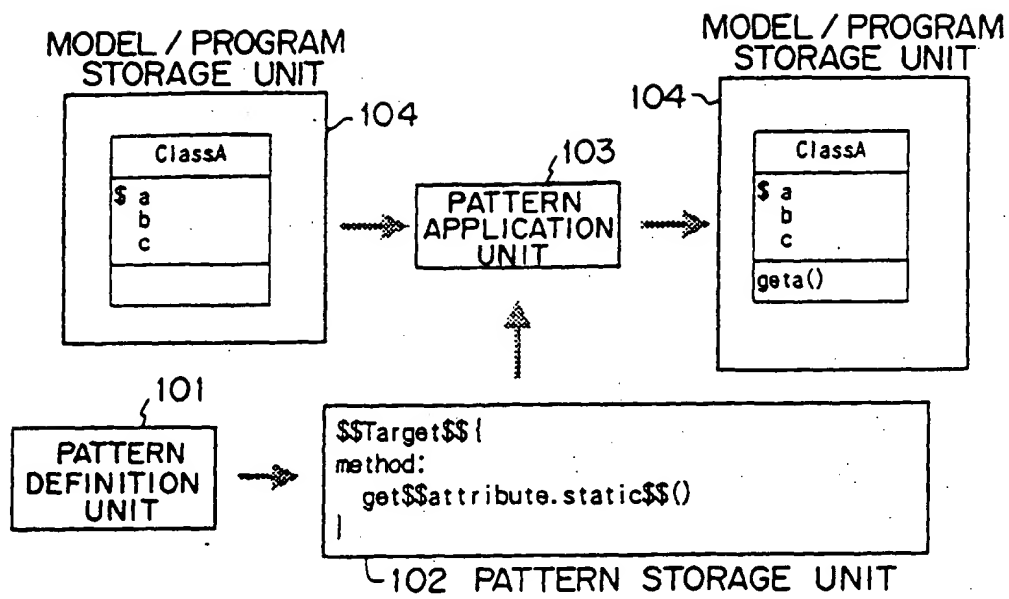 MODEL / PROGRAM
STORAGE UNIT
104
ClassA
$ a
b
c
103
PATTERN
APPLICATION
UNIT
MODEL / PROGRAM
STORAGE UNIT
104
ClassA
$ a
b
c
geta()
101
PATTERN
DEFINITION
UNIT
$$Target$${
method:
get$$attribute.static$$()
}
102 PATTERN STORAGE UNIT